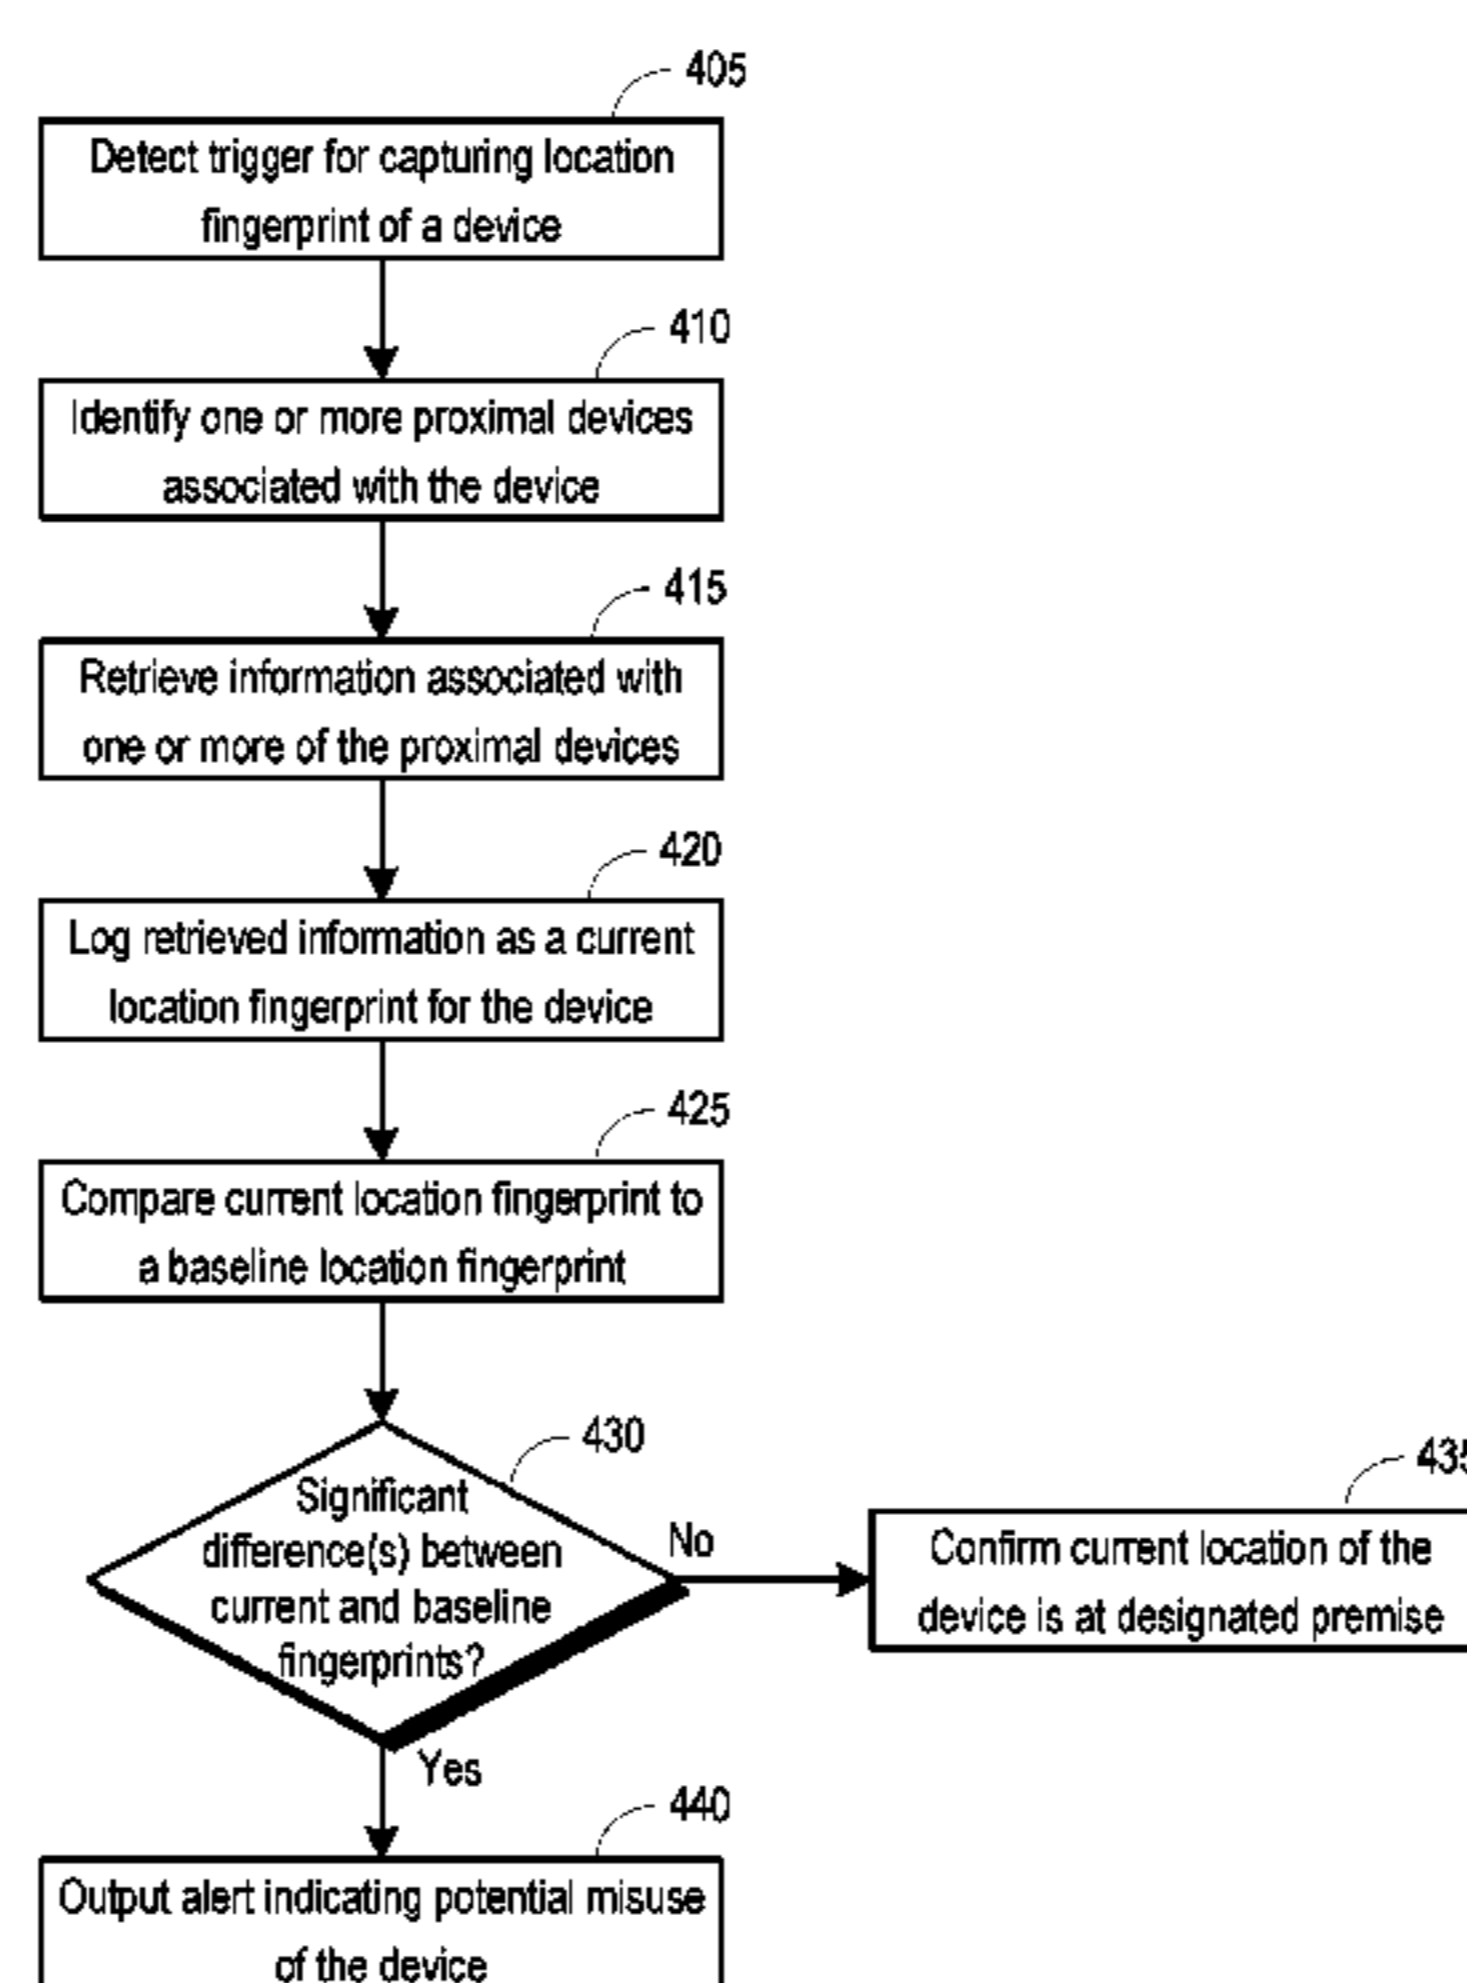 405
Detect trigger for capturing location
fingerprint of a device
410
Identify one or more proximal devices
associated with the device
415
Retrieve information associated with
one or more of the proximal devices
420
Log retrieved information as a current
location fingerprint for the device
425
Compare current location fingerprint to
a baseline location fingerprint
430
Significant
difference(s) between
current and baseline
fingerprints?
No
435
Confirm current location of the
device is at designated premise
Yes
440
Output alert indicating potential misuse
of the device